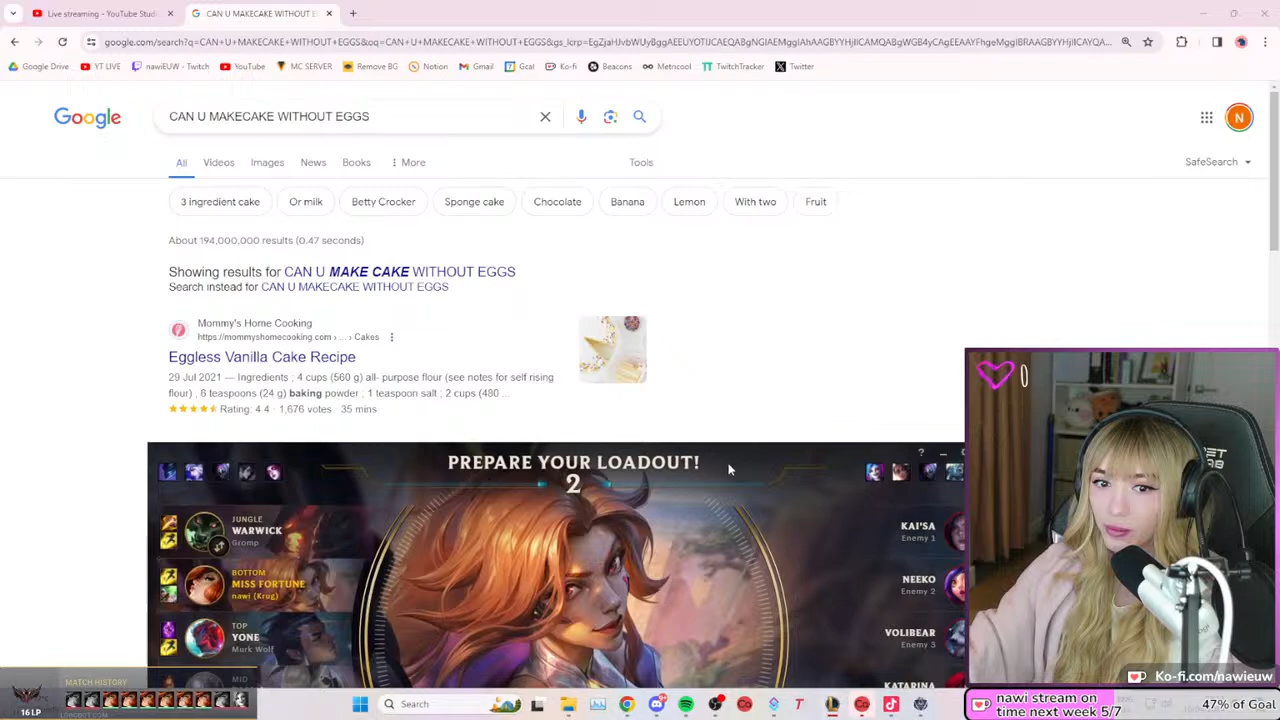 Live streaming - YouTube Studi
CAN U MAKECAKE WITHOUT E
google.com/search?q=CAN+U+MAKECAKE+WITHOUT+EGGS&oq=CAN+U+MAKECAKE+WITHOUT+EGGS&gs_lcrp=
Google Drive
YT LIVE
nawiEUW - Twitch
YouTube
MC SERVER
Remove BG
Notion
Gmail
Gcal
Ko-fi
Beacons
Metricool
TwitchTracker
Twitter
Google
CAN U MAKECAKE WITHOUT EGGS
N
All
Videos
Images
News
Books
More
Tools
SafeSearch
3 ingredient cake
Or milk
Betty Crocker
Sponge cake
Chocolate
Banana
Lemon
With two
Fruit
About 194,000,000 results (0.47 seconds)
Showing results for CAN U MAKE CAKE WITHOUT EGGS
Search instead for CAN U MAKECAKE WITHOUT EGGS
Mommy's Home Cooking
https://mommyshomecooking.com › ... › Cakes
Eggless Vanilla Cake Recipe
29 Jul 2021 — Ingredients ; 4 cups (560 g) all- purpose flour (see notes for self rising
flour) , 6 teaspoons (24 g) baking powder ; 1 teaspoon salt ; 2 cups (480 ...
Rating: 4.4 · 1,676 votes · 35 mins
0
PREPARE YOUR LOADOUT!
2
JUNGLE
WARWICK
Gromp
BOTTOM
MISS FORTUNE
nawi (Krug)
TOP
YONE
Murk Wolf
MID
KAI'SA
Enemy 1
NEEKO
Enemy 2
VOLIBEAR
Enemy 3
KATARINA
Ko-fi.com/nawieuw
MATCH HISTORY
16 LP
Search
nawi stream on
time next week 5/7
47% of Goal